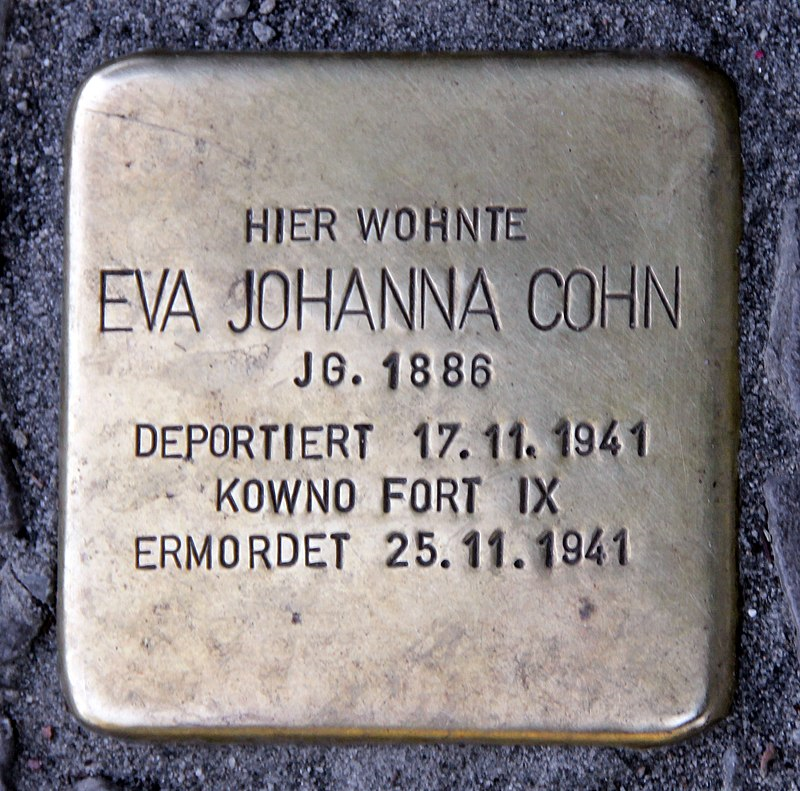 HIER WOHNTE
EVA JOHANNA COHN
JG. 1886
DEPORTIERT 17.11.1941
KOWNO FORT IX
ERMORDET 25.11.1941